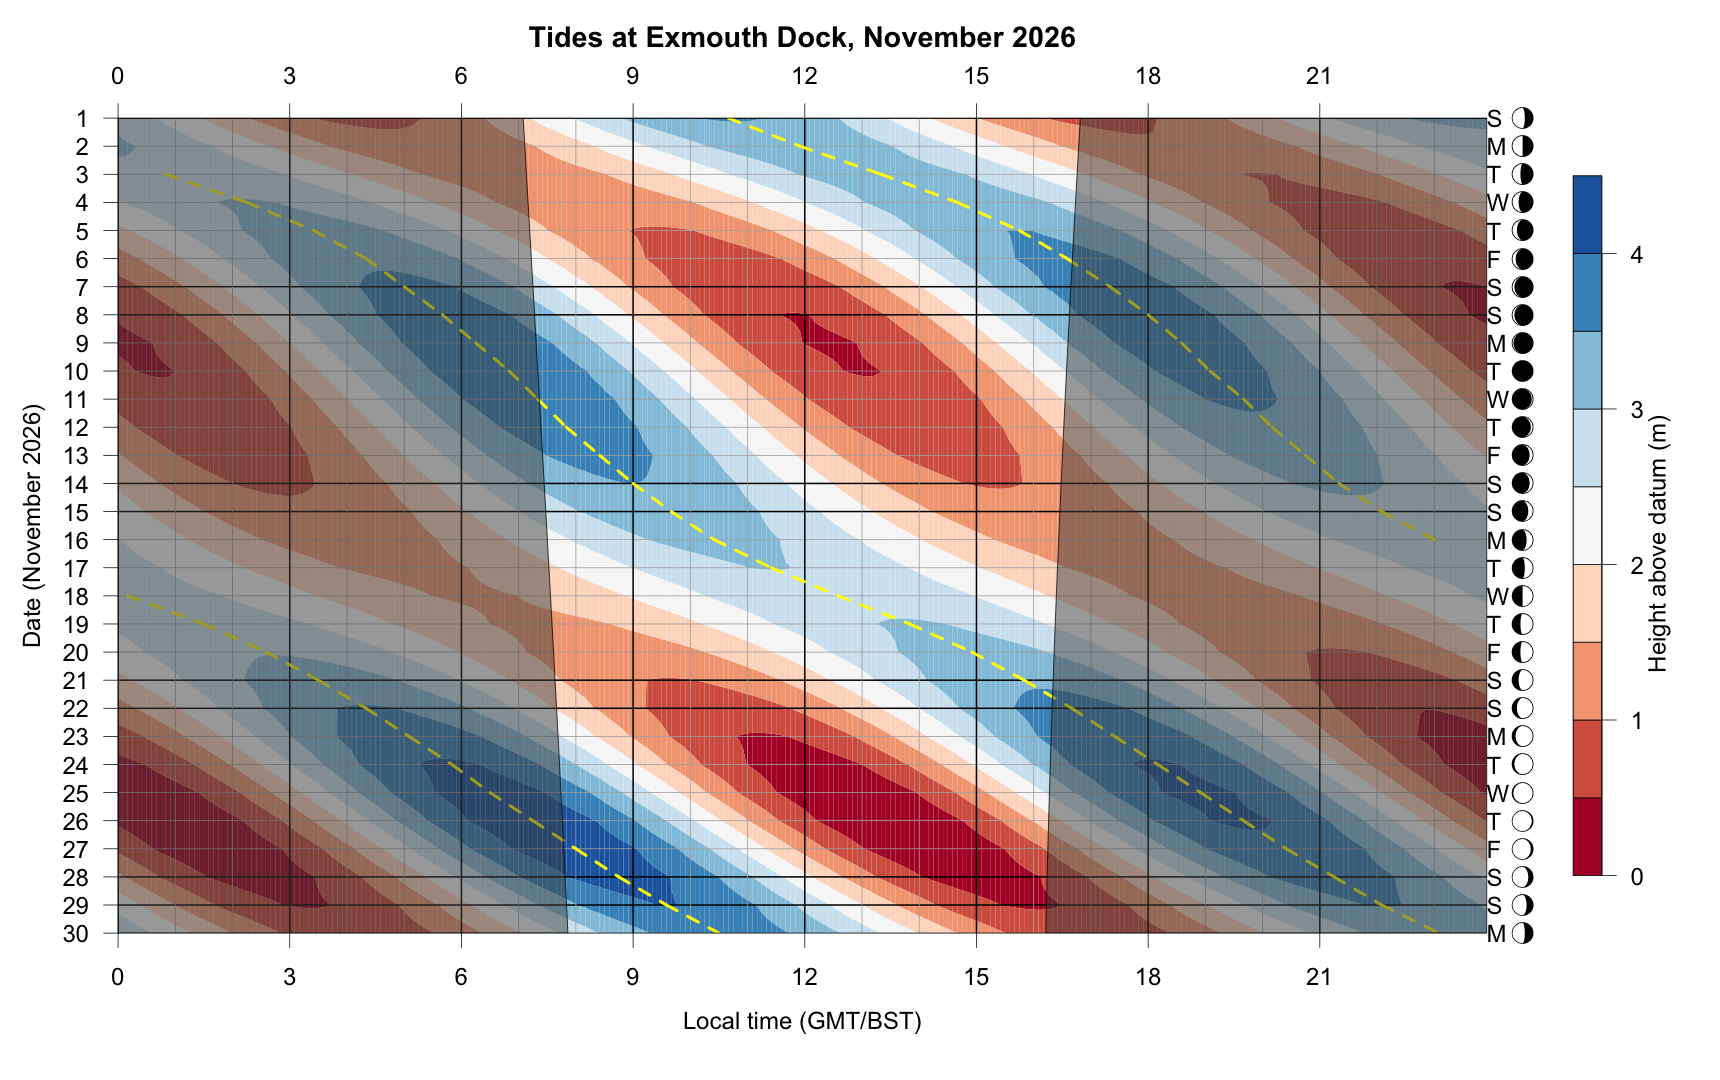 Tides at Exmouth Dock, November 2026
0 3 6 9 12 15 18 21
1 S
2 M
3 T
4 W
5 T
6 F
7 S
8 S
9 M
10 T
11 W
12 T
13 F
14 S
15 S
16 M
17 T
18 W
19 T
20 F
21 S
22 S
23 M
24 T
25 W
26 T
27 F
28 S
29 S
30 M
Date (November 2026)
0 3 6 9 12 15 18 21
Local time (GMT/BST)
4
3
2
1
0
Height above datum (m)